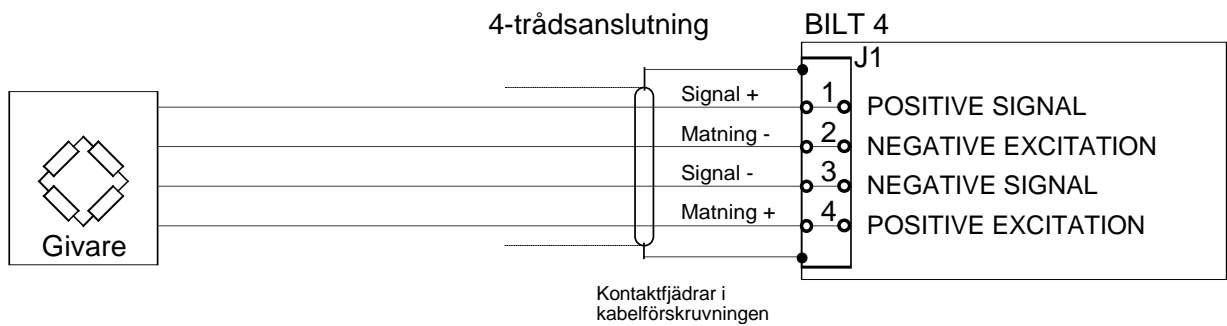 4-trådsanslutning
BILT 4
J1
Signal +
1
POSITIVE SIGNAL
Matning -
2
NEGATIVE EXCITATION
Signal -
3
NEGATIVE SIGNAL
Matning +
4
POSITIVE EXCITATION
Givare
Kontaktfjädrar i
kabelförskruvningen